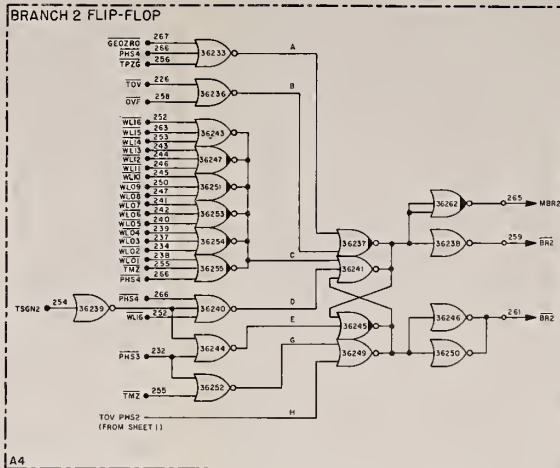 BRANCH 2 FLIP-FLOP
GEQZRO 267
PHS4 266
TPZG 256
36233
A
TOV 226
OVF 258
36236
B
WL16 252
WL15 263
WL14 253
36243
WL13 243
WL12 244
WL11 246
36247
WL10 245
WL09 250
WL08 247
36251
WL07 241
WL06 242
WL05 240
36253
WL04 239
WL03 237
WL02 234
36254
WL01 238
TMZ 255
PHS4 266
36255
C
36237
36241
36262
265 MBR2
36238
259 BR2
TSGN2 254
36239
PHS4 266
WL16 252
36240
D
36244
E
PHS3 232
TMZ 255
36252
G
36245
36249
36246
36250
261 BR2
TOV PHS2
(FROM SHEET 1)
H
A4